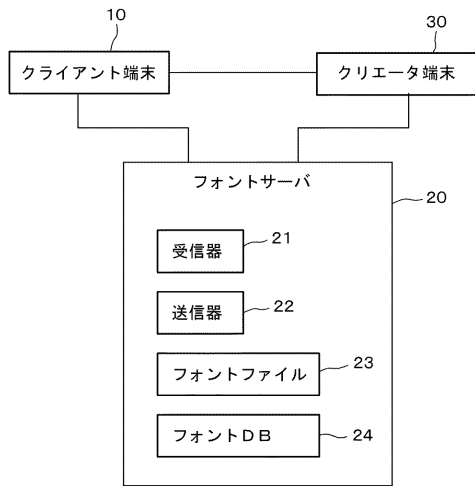 10
30
クライアント端末
クリエータ端末
フォントサーバ
20
受信器
21
送信器
22
フォントファイル
23
フォントDB
24